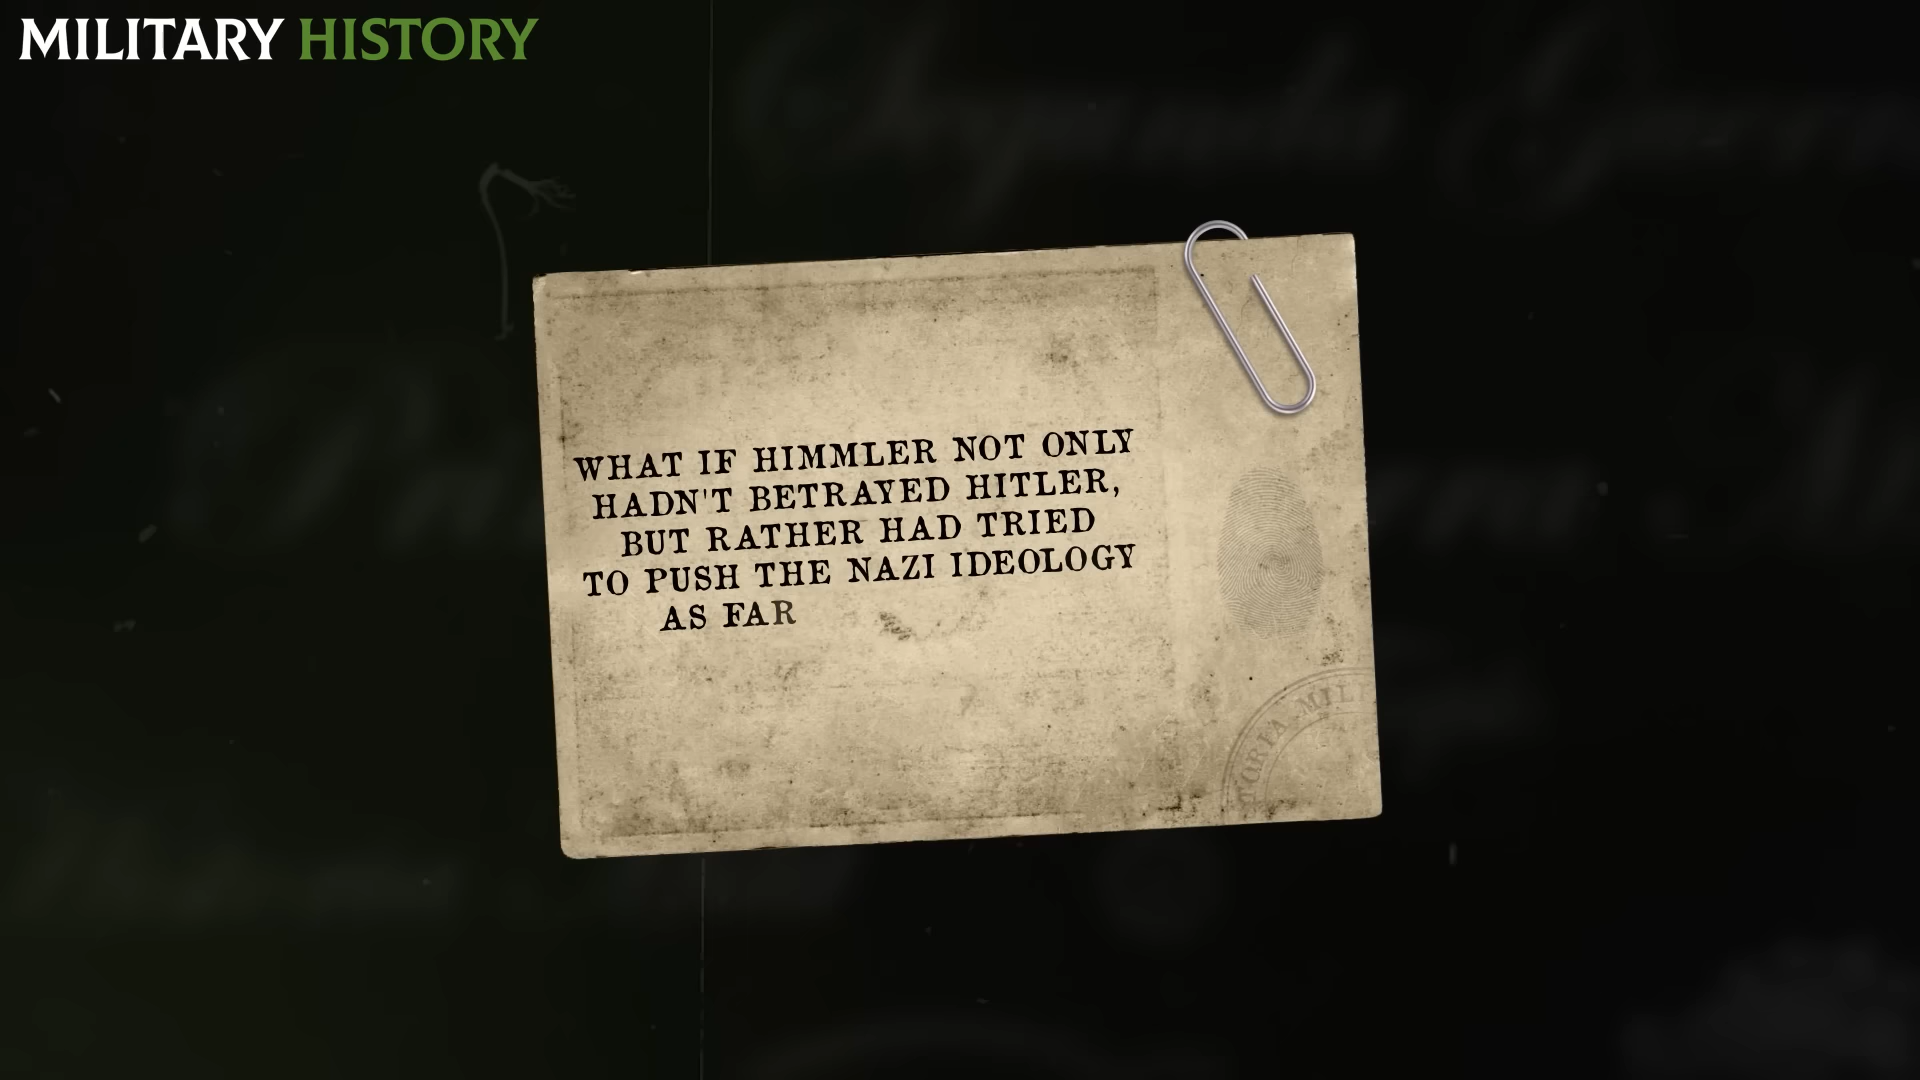 MILITARY HISTORY
WHAT IF HIMMLER NOT ONLY
HADN'T BETRAYED HITLER,
BUT RATHER HAD TRIED
TO PUSH THE NAZI IDEOLOGY
AS FAR